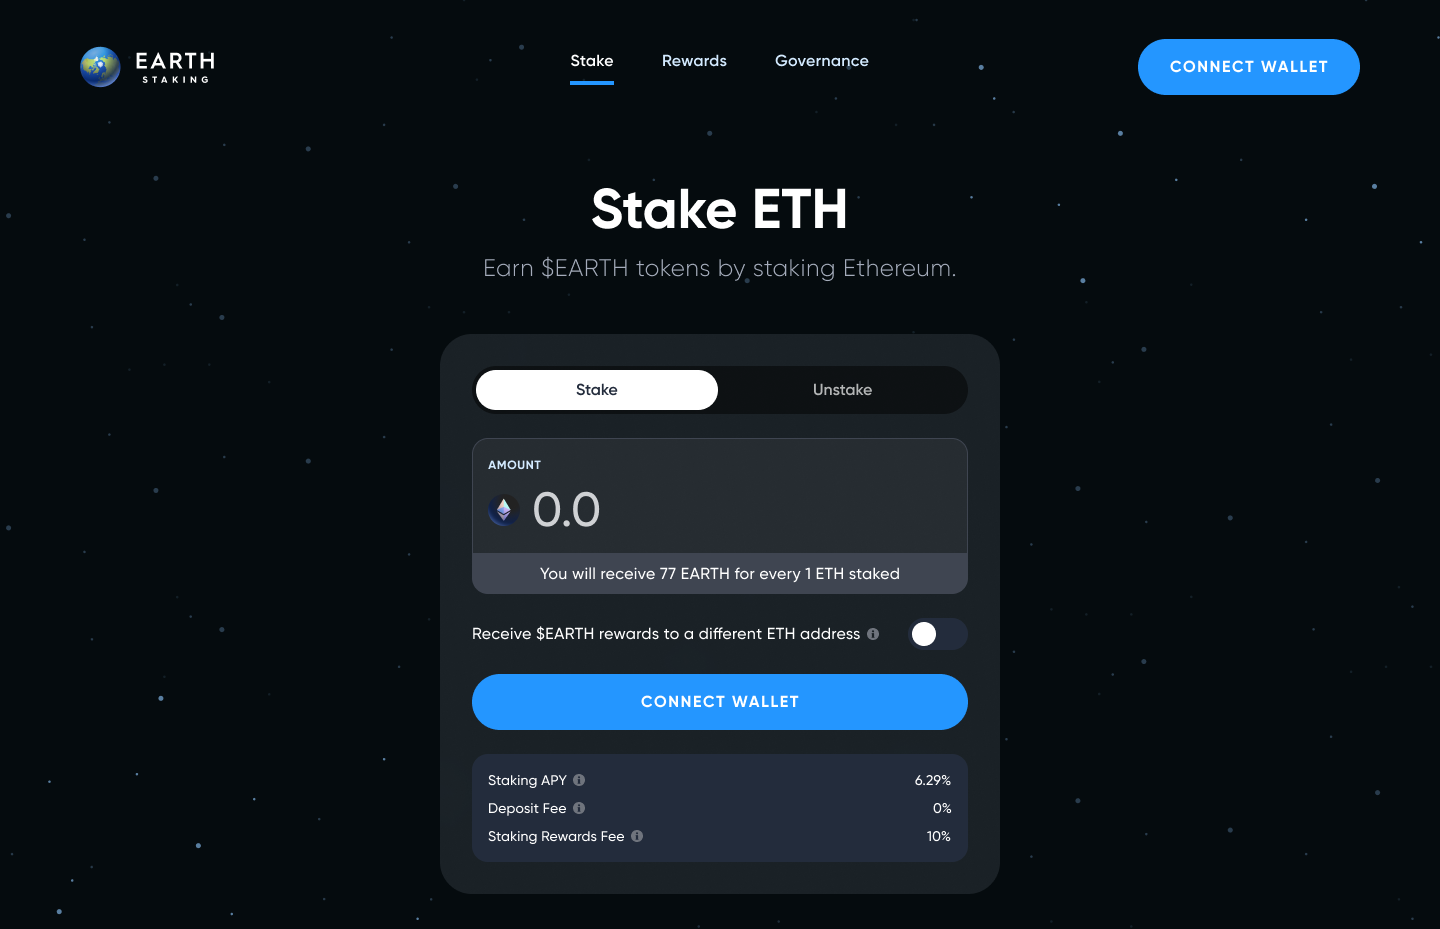 EARTH
STAKING
Stake
Rewards
Governance
CONNECT WALLET
Stake ETH
Earn $EARTH tokens by staking Ethereum.
Stake
Unstake
AMOUNT
0.0
You will receive 77 EARTH for every 1 ETH staked
Receive $EARTH rewards to a different ETH address
CONNECT WALLET
Staking APY 6.29%
Deposit Fee 0%
Staking Rewards Fee 10%